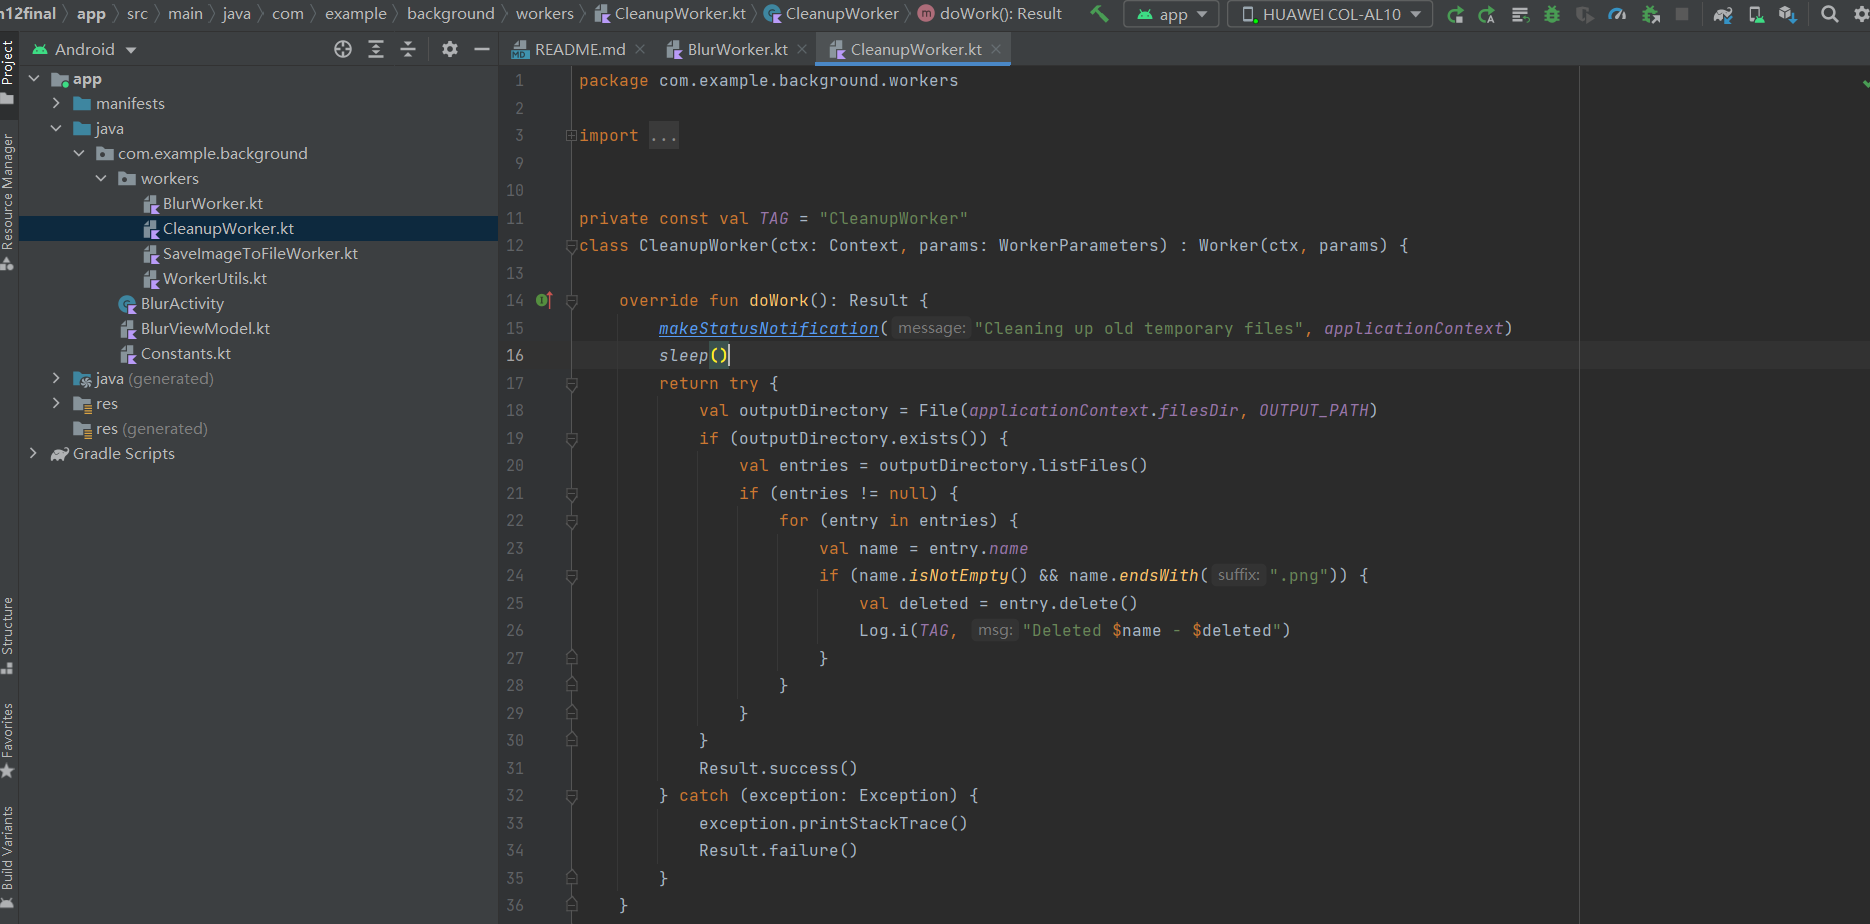 n12final app src main java com example background workers CleanupWorker.kt CleanupWorker doWork(): Result app HUAWEI COL-AL10
Project
Resource Manager
Structure
Favorites
Build Variants
Android
app
manifests
java
com.example.background
workers
BlurWorker.kt
CleanupWorker.kt
SaveImageToFileWorker.kt
WorkerUtils.kt
BlurActivity
BlurViewModel.kt
Constants.kt
java (generated)
res
res (generated)
Gradle Scripts
README.md BlurWorker.kt CleanupWorker.kt
1 package com.example.background.workers
2
3 import ...
9
10
11 private const val TAG = "CleanupWorker"
12 class CleanupWorker(ctx: Context, params: WorkerParameters) : Worker(ctx, params) {
13
14 override fun doWork(): Result {
15 makeStatusNotification( message: "Cleaning up old temporary files", applicationContext)
16 sleep()
17 return try {
18 val outputDirectory = File(applicationContext.filesDir, OUTPUT_PATH)
19 if (outputDirectory.exists()) {
20 val entries = outputDirectory.listFiles()
21 if (entries != null) {
22 for (entry in entries) {
23 val name = entry.name
24 if (name.isNotEmpty() && name.endsWith( suffix: ".png")) {
25 val deleted = entry.delete()
26 Log.i(TAG, msg: "Deleted $name - $deleted")
27 }
28 }
29 }
30 }
31 Result.success()
32 } catch (exception: Exception) {
33 exception.printStackTrace()
34 Result.failure()
35 }
36 }